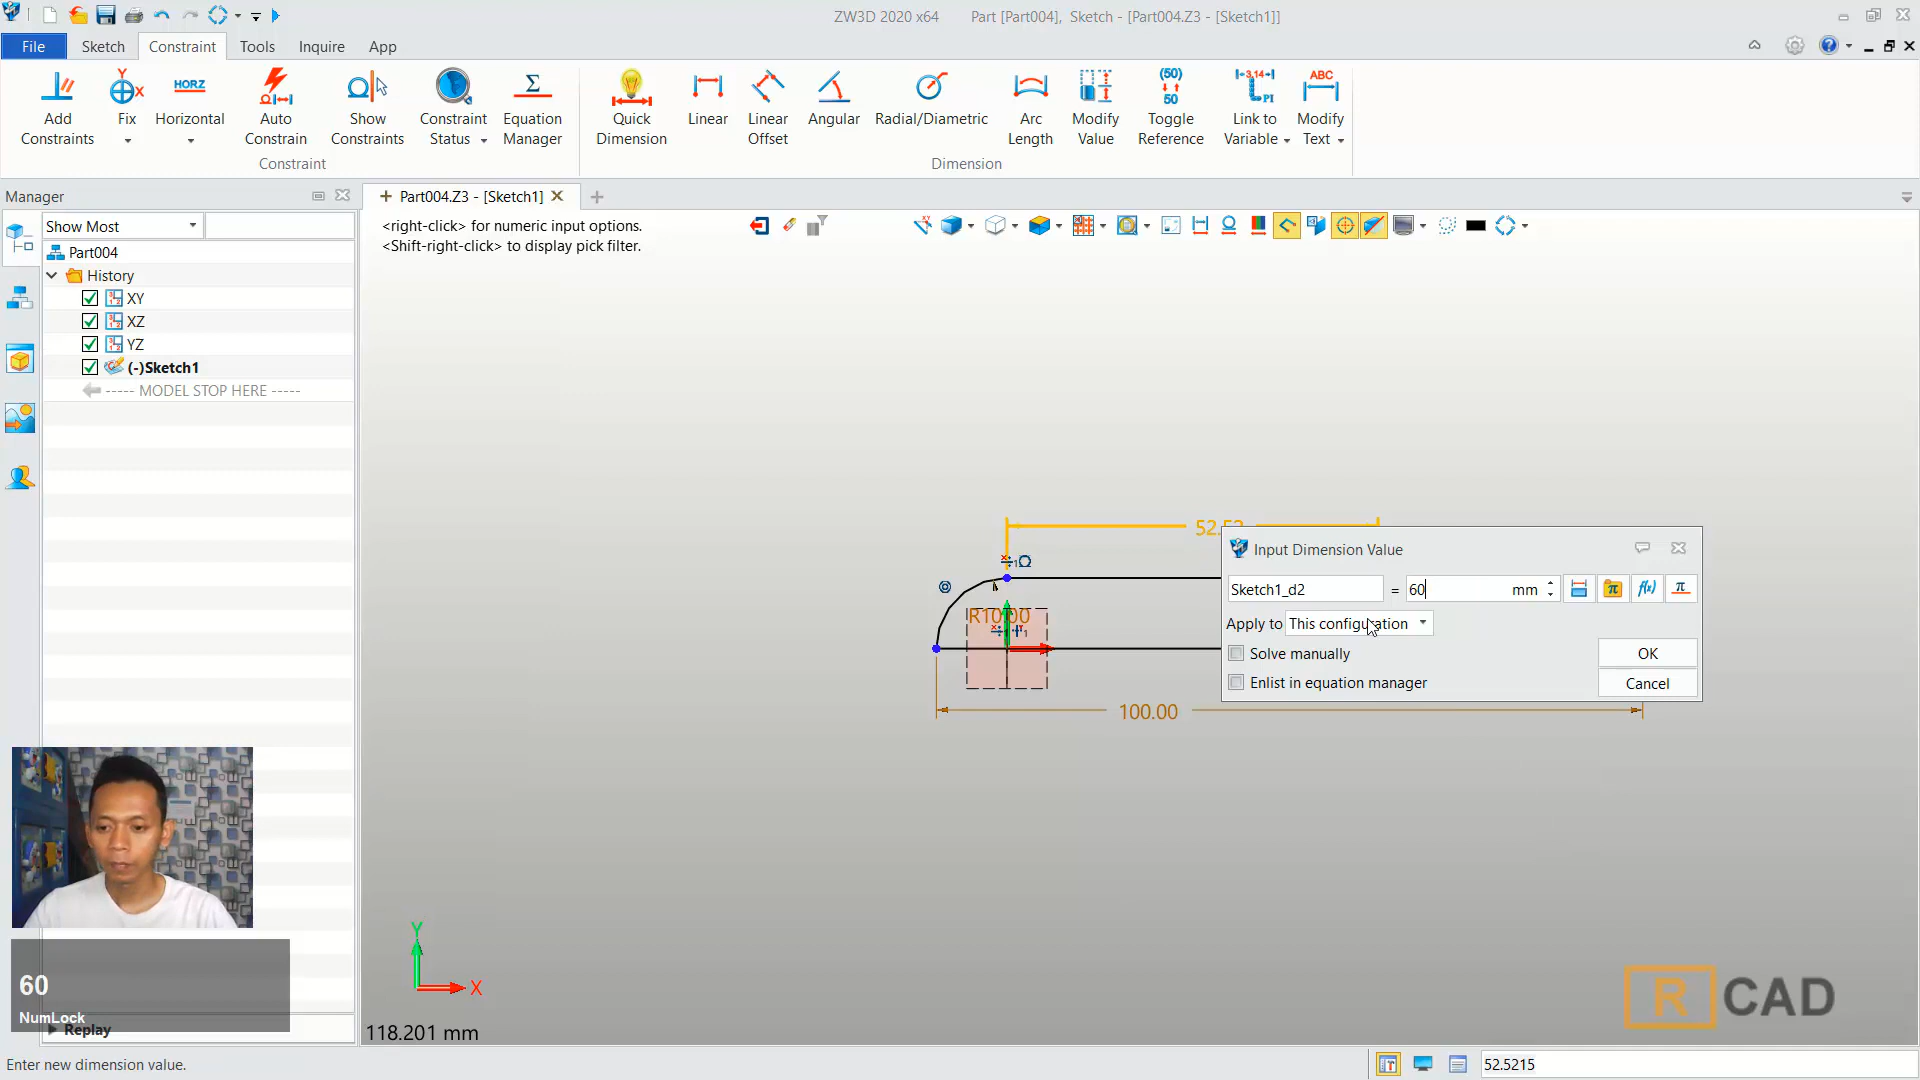 ZW3D 2020 x64 Part [Part004], Sketch - [Part004.Z3 - [Sketch1]]
File Sketch Constraint Tools Inquire App
Add Constraints
Fix
Horizontal
Auto Constrain
Show Constraints
Constraint Status
Equation Manager
Quick Dimension
Linear
Linear Offset
Angular
Radial/Diametric
Arc Length
Modify Value
Toggle Reference
Link to Variable
Modify Text
Constraint
Dimension
Manager
Part004.Z3 - [Sketch1]
Show Most
<right-click> for numeric input options.
<Shift-right-click> to display pick filter.
Part004
History
XY
XZ
YZ
(-)Sketch1
----- MODEL STOP HERE -----
Input Dimension Value
Sketch1_d2 = 60 mm
Apply to This configuration
Solve manually
OK
Enlist in equation manager
Cancel
R10.00
100.00
Y
X
60
NumLock
Replay
118.201 mm
R CAD
Enter new dimension value.
52.5215